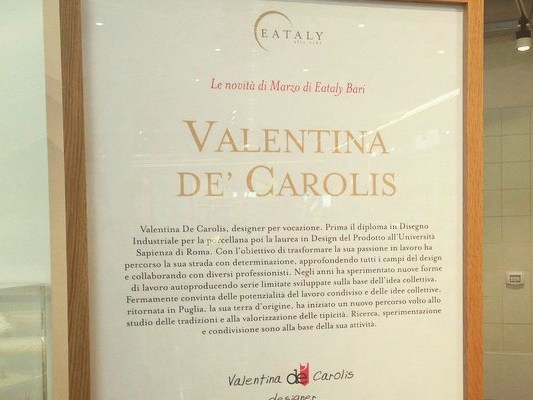 EATALY
Le novità di Marzo di Eataly Bari
VALENTINA
DE' CAROLIS
Valentina De Carolis, designer per vocazione. Prima il diploma in Disegno
Industriale per la porcellana poi la laurea in Design del Prodotto all'Università
Sapienza di Roma. Con l'obiettivo di trasformare la sua passione in lavoro ha
percorso la sua strada con determinazione, approfondendo tutti i campi del design
e collaborando con diversi professionisti. Negli anni ha sperimentato nuove forme
di lavoro autoproducendo serie limitate sviluppate sulla base dell'idea collettiva.
Fermamente convinta delle potenzialità del lavoro condiviso e delle idee collettive,
ritornata in Puglia, la sua terra d'origine, ha iniziato un nuovo percorso volto allo
studio delle tradizioni e alla valorizzazione delle tipicità. Ricerca, sperimentazione
e condivisione sono alla base della sua attività.
Valentina de Carolis
designer